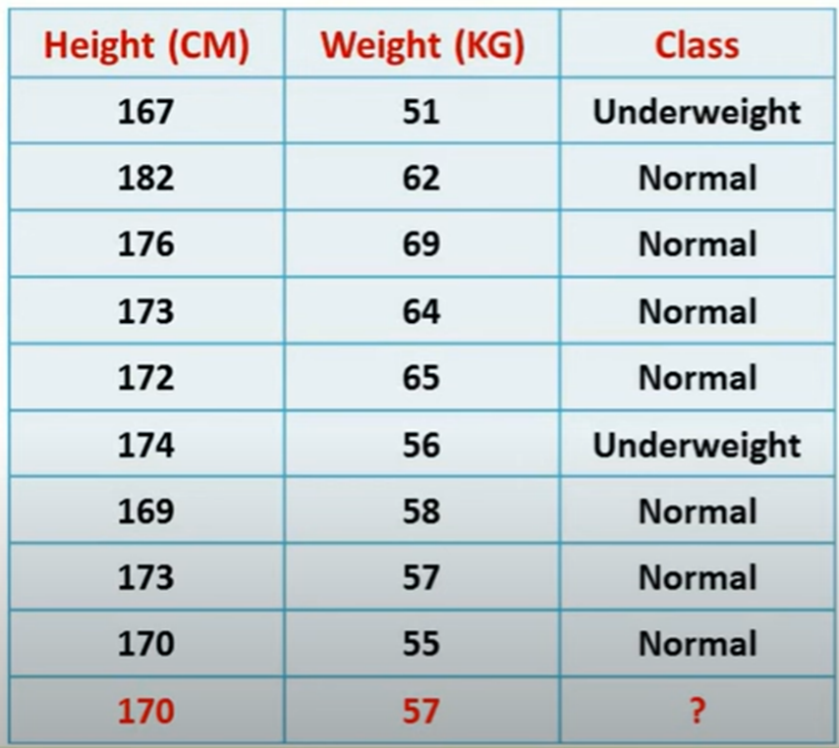 Height (CM) Weight (KG) Class
167 51 Underweight
182 62 Normal
176 69 Normal
173 64 Normal
172 65 Normal
174 56 Underweight
169 58 Normal
173 57 Normal
170 55 Normal
170 57 ?